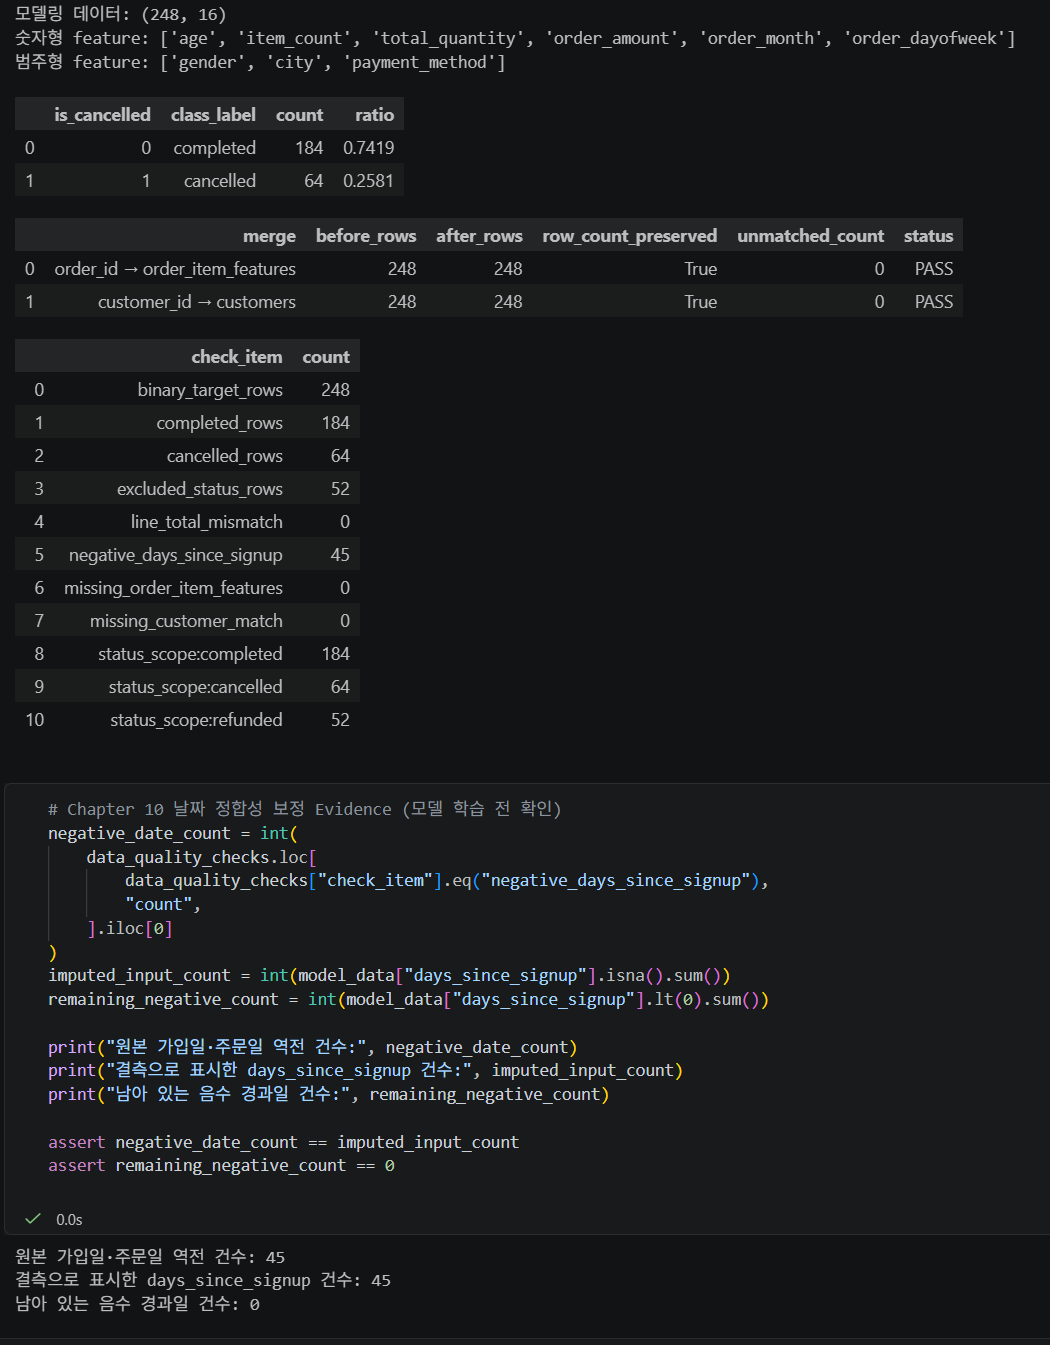 모델링 데이터: (248, 16)
숫자형 feature: ['age', 'item_count', 'total_quantity', 'order_amount', 'order_month', 'order_dayofweek']
범주형 feature: ['gender', 'city', 'payment_method']
is_cancelled class_label count ratio
0 0 completed 184 0.7419
1 1 cancelled 64 0.2581
merge before_rows after_rows row_count_preserved unmatched_count status
0 order_id → order_item_features 248 248 True 0 PASS
1 customer_id → customers 248 248 True 0 PASS
check_item count
0 binary_target_rows 248
1 completed_rows 184
2 cancelled_rows 64
3 excluded_status_rows 52
4 line_total_mismatch 0
5 negative_days_since_signup 45
6 missing_order_item_features 0
7 missing_customer_match 0
8 status_scope:completed 184
9 status_scope:cancelled 64
10 status_scope:refunded 52
# Chapter 10 날짜 정합성 보정 Evidence (모델 학습 전 확인)
negative_date_count = int(
    data_quality_checks.loc[
        data_quality_checks["check_item"].eq("negative_days_since_signup"),
        "count",
    ].iloc[0]
)
imputed_input_count = int(model_data["days_since_signup"].isna().sum())
remaining_negative_count = int(model_data["days_since_signup"].lt(0).sum())
print("원본 가입일·주문일 역전 건수:", negative_date_count)
print("결측으로 표시한 days_since_signup 건수:", imputed_input_count)
print("남아 있는 음수 경과일 건수:", remaining_negative_count)
assert negative_date_count == imputed_input_count
assert remaining_negative_count == 0
0.0s
원본 가입일·주문일 역전 건수: 45
결측으로 표시한 days_since_signup 건수: 45
남아 있는 음수 경과일 건수: 0